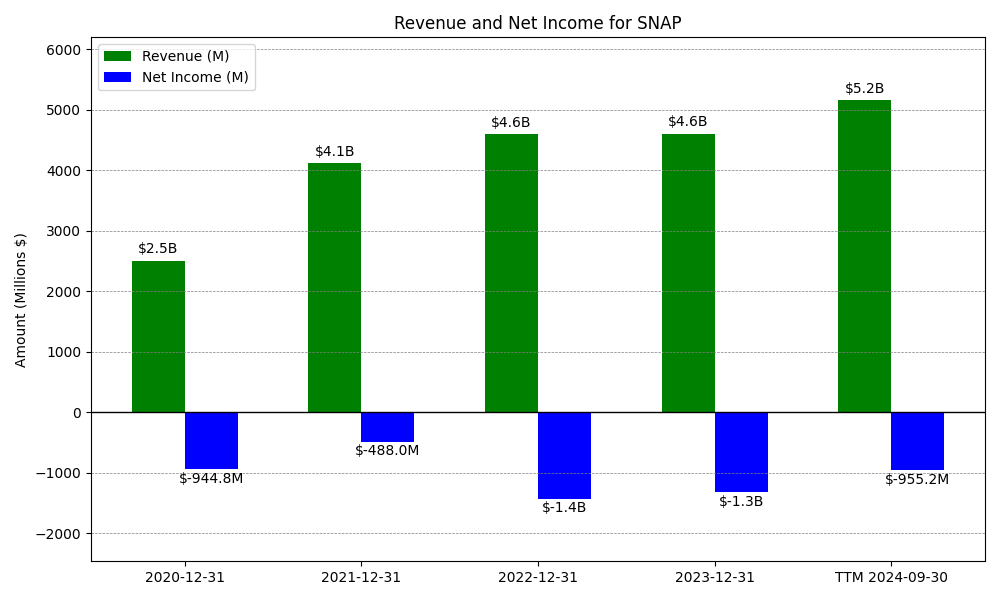 Revenue and Net Income for SNAP
Revenue (M)
Net Income (M)
Amount (Millions $)
6000
5000
4000
3000
2000
1000
0
−1000
−2000
$2.5B
$4.1B
$4.6B
$4.6B
$5.2B
$-944.8M
$-488.0M
$-1.4B
$-1.3B
$-955.2M
2020-12-31
2021-12-31
2022-12-31
2023-12-31
TTM 2024-09-30